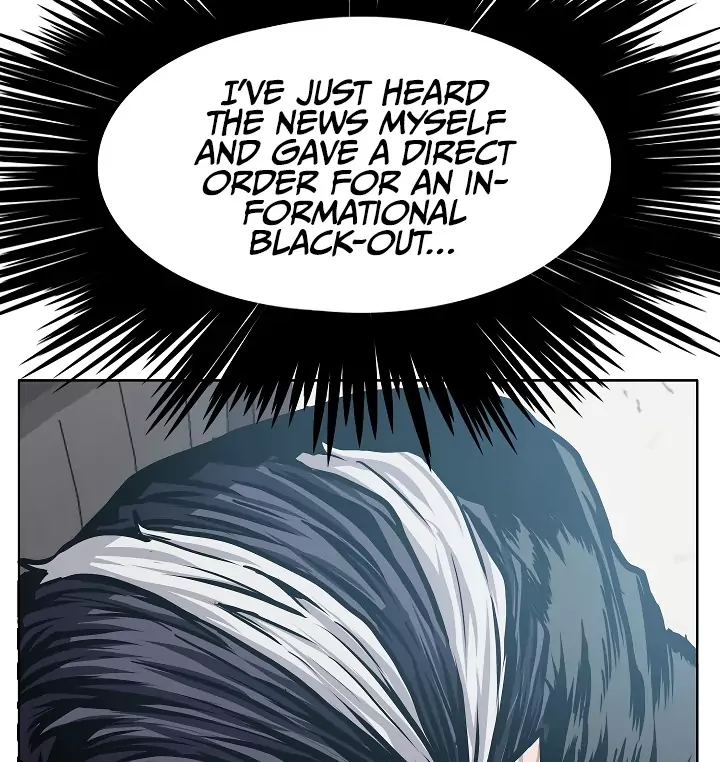 I'VE JUST HEARD
THE NEWS MYSELF
AND GAVE A DIRECT
ORDER FOR AN IN-
FORMATIONAL
BLACK-OUT...